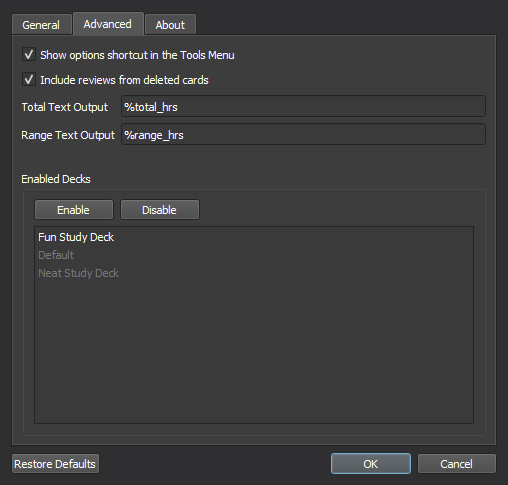 General Advanced About
Show options shortcut in the Tools Menu
Include reviews from deleted cards
Total Text Output %total_hrs
Range Text Output %range_hrs
Enabled Decks
Enable Disable
Fun Study Deck
Default
Neat Study Deck
Restore Defaults OK Cancel